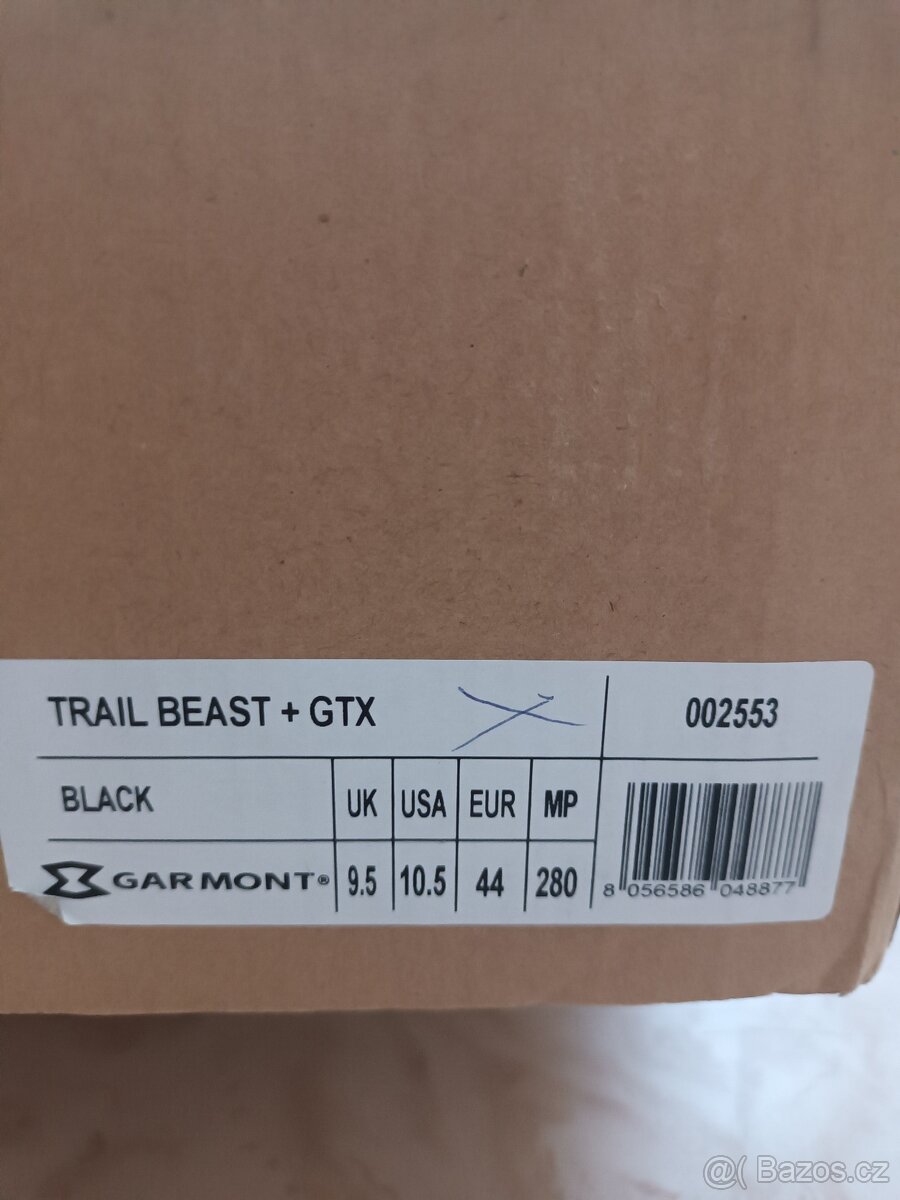 TRAIL BEAST + GTX 002553
BLACK UK USA EUR MP
GARMONT® 9.5 10.5 44 280
8 056586 048877
@( Bazos.cz